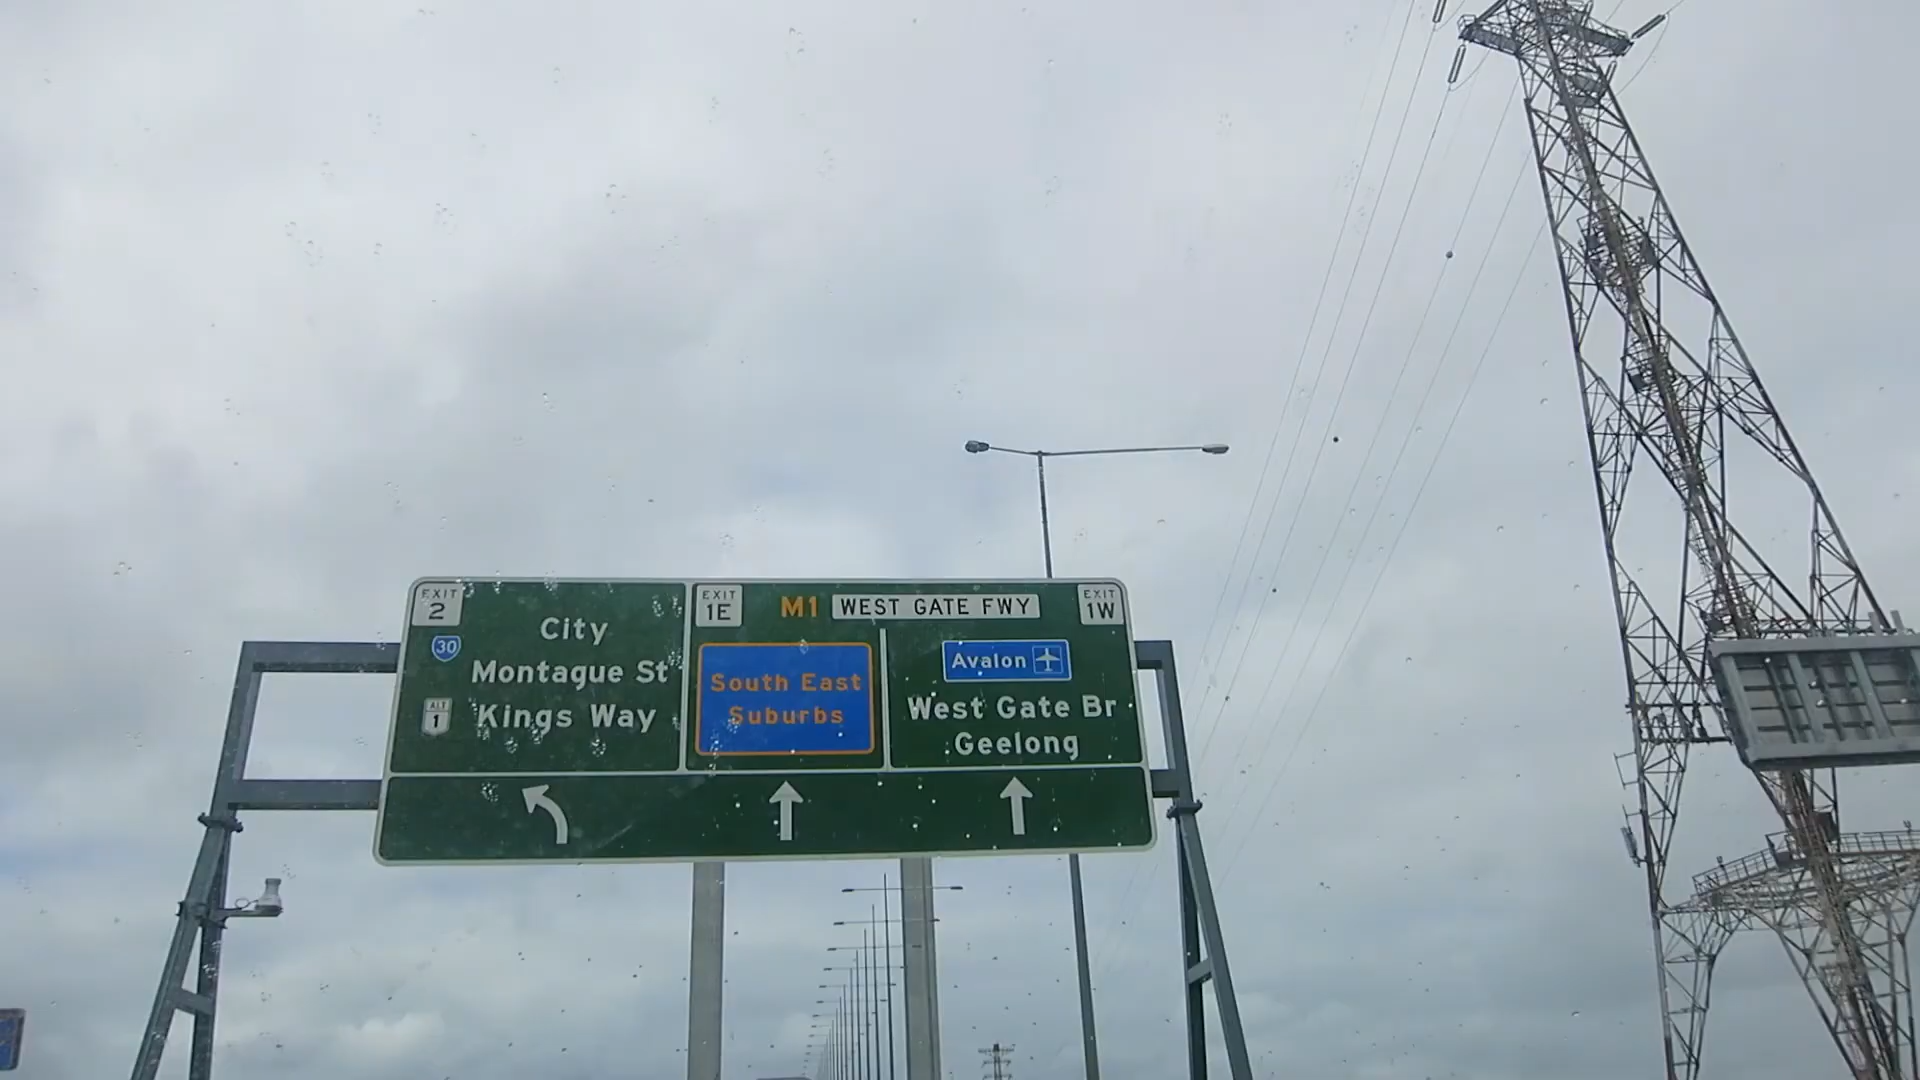 EXIT
2
30
City
Montague St
ALT
1
Kings Way
EXIT
1E
M1 WEST GATE FWY
EXIT
1W
South East
Suburbs
Avalon
West Gate Br
Geelong